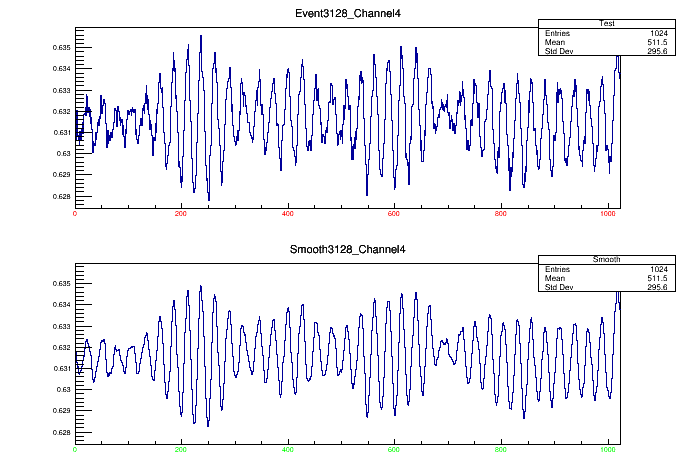 Event3128_Channel4
Test
Entries 1024
Mean 511.5
Std Dev 295.6
0.635
0.634
0.633
0.632
0.631
0.63
0.629
0.628
0 200 400 600 800 1000
Smooth3128_Channel4
Smooth
Entries 1024
Mean 511.5
Std Dev 295.6
0.635
0.634
0.633
0.632
0.631
0.63
0.629
0.628
0 200 400 600 800 1000